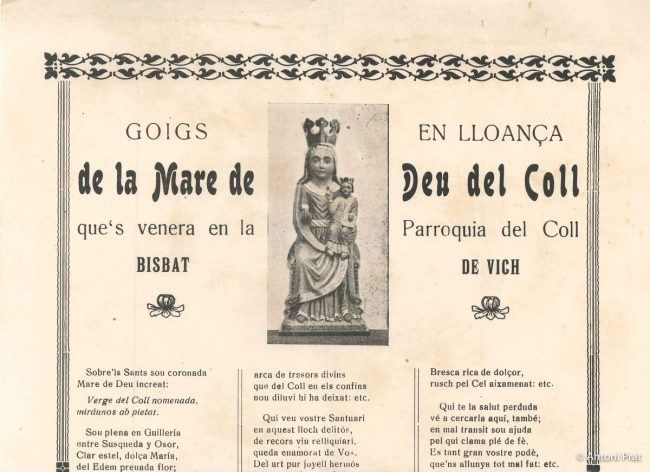 GOIGS EN LLOANÇA
de la Mare de Deu del Coll
que's venera en la Parroquia del Coll
BISBAT DE VICH
Sobre'ls Sants sou coronada
Mare de Deu increat:
Verge del Coll nomenada,
miráunos ab pietat.
Sou plena en Guillería
entre Susqueda y Osor,
Clar estel, dolça María,
del Edem preuada flor;
arca de tresors divins
que del Coll en els confins
nou diluvi hi ha deixat: etc.
Qui veu vostre Santuari
en aquest lloch delitós,
de recors viu relliquiari,
queda enamorat de Vos.
Del art pur joyell hermós
Bresca rica de dolçor,
rusch pel Cel aixamenat: etc.
Qui te la salut perduda
vé a cercarla aquí, també;
en mal transit sou ajuda
pel qui clama plé de fè.
Es tant gran vostre podè,
que'ns allunya tot mal fat: etc.
© Antoni Prat